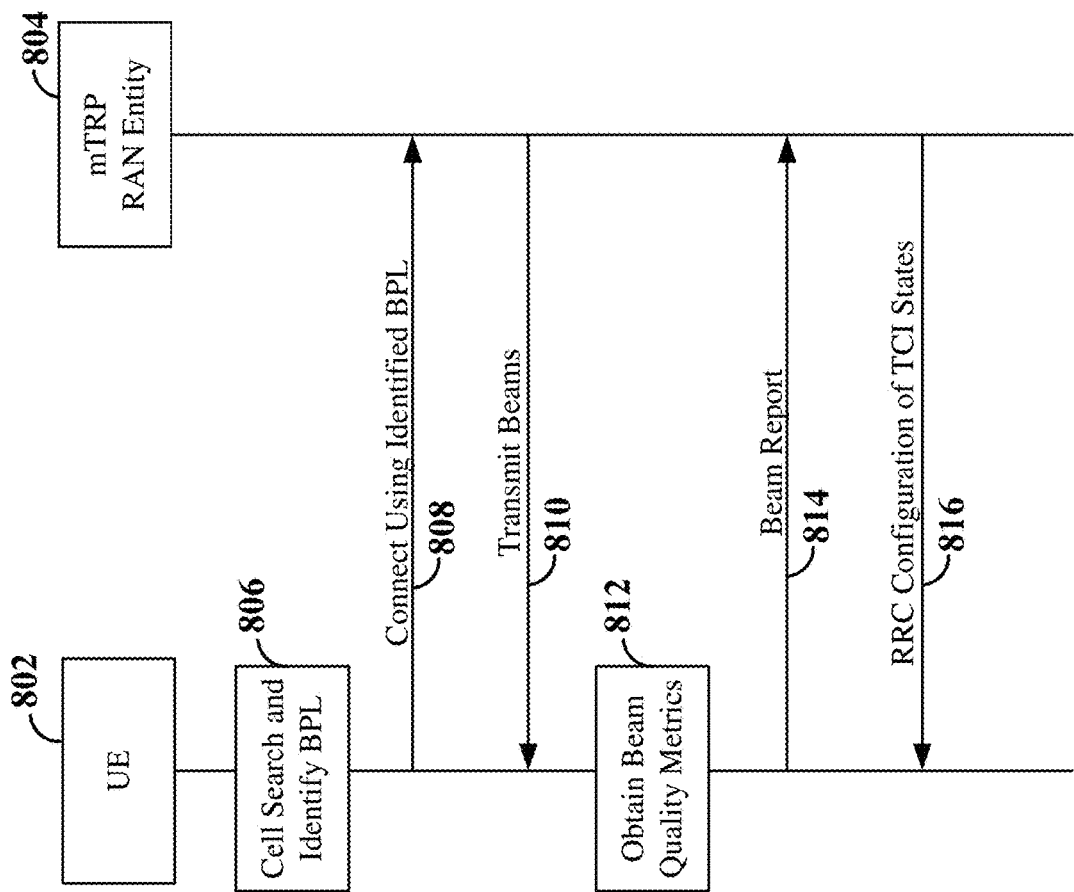 802
UE
804
mTRP
RAN Entity
806
Cell Search and
Identify BPL
Connect Using Identified BPL
808
Transmit Beams
810
812
Obtain Beam
Quality Metrics
Beam Report
814
RRC Configuration of TCI States
816